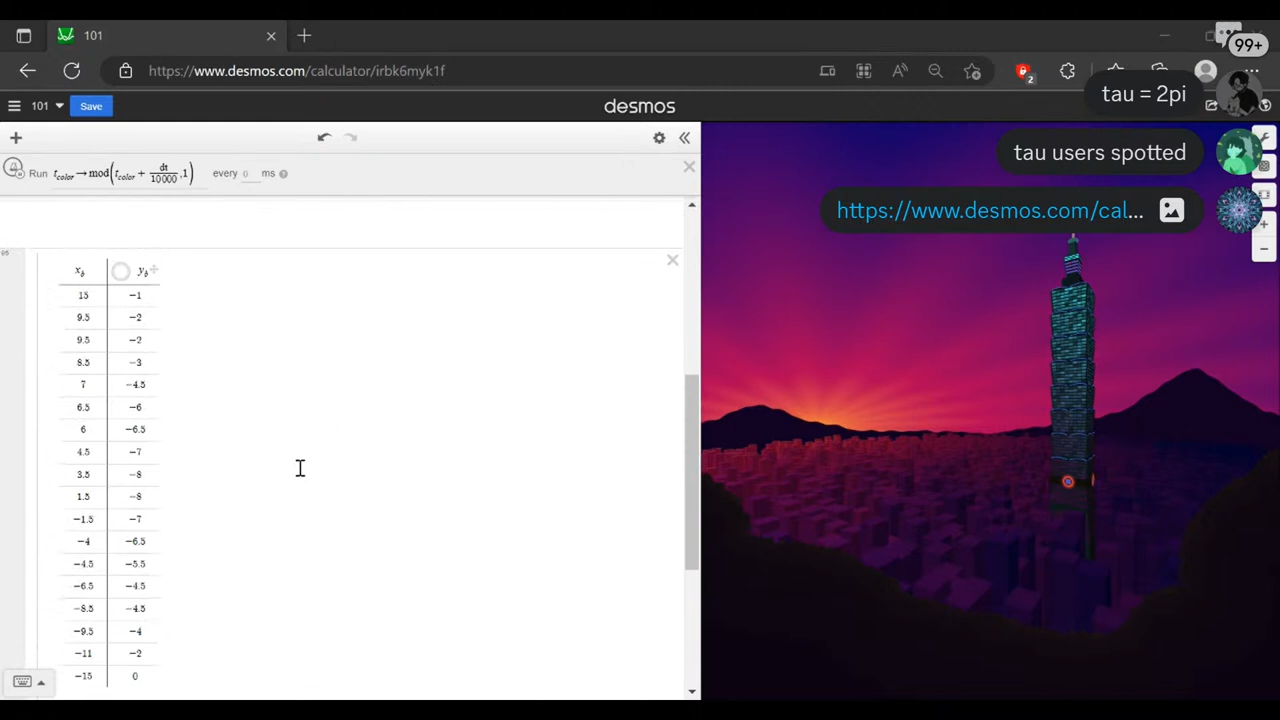 101
99+
https://www.desmos.com/calculator/irbk6myk1f
2
tau = 2pi
101
Save
desmos
tau users spotted
Run t_color→mod(t_color + dt/10000, 1) every 0 ms
https://www.desmos.com/cal...
x_b y_b
15 −1
9.5 −2
9.5 −2
8.5 −3
7 −4.5
6.5 −6
6 −6.5
4.5 −7
3.5 −8
1.5 −8
−1.5 −7
−4 −6.5
−4.5 −5.5
−6.5 −4.5
−8.5 −4.5
−9.5 −4
−11 −2
−15 0